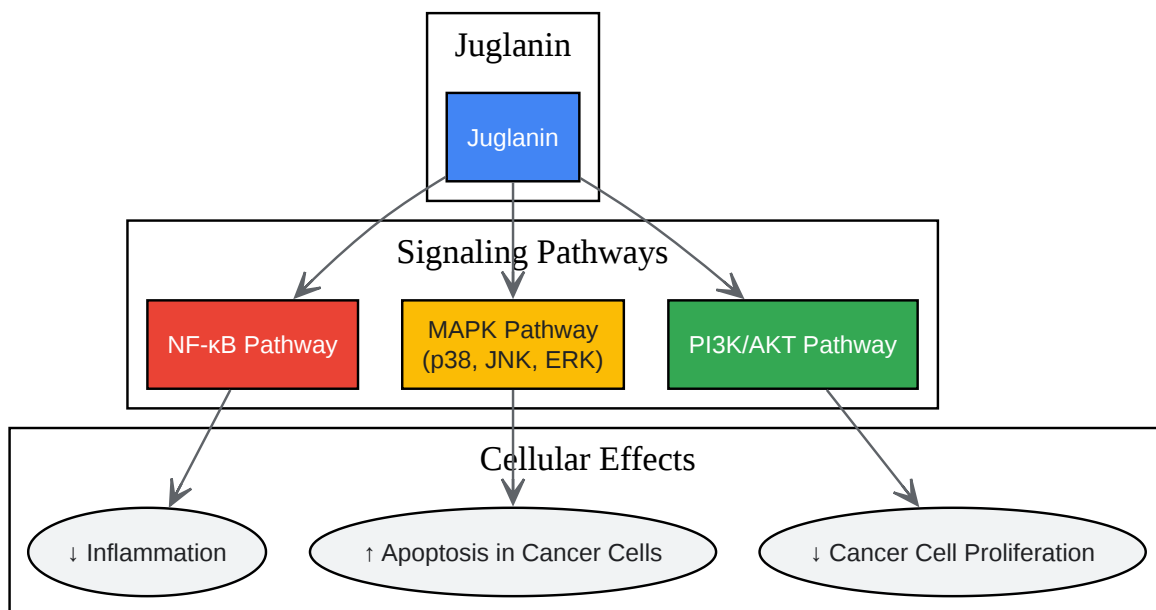 Juglanin
Juglanin
Signaling Pathways
NF-κB Pathway
MAPK Pathway
(p38, JNK, ERK)
PI3K/AKT Pathway
Cellular Effects
↓ Inflammation
↑ Apoptosis in Cancer Cells
↓ Cancer Cell Proliferation